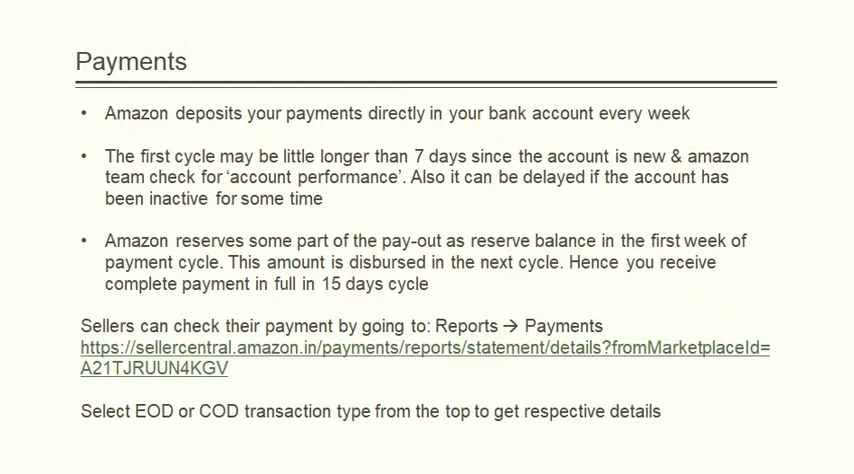 Payments
• Amazon deposits your payments directly in your bank account every week
• The first cycle may be little longer than 7 days since the account is new & amazon
team check for ‘account performance’. Also it can be delayed if the account has
been inactive for some time
• Amazon reserves some part of the pay-out as reserve balance in the first week of
payment cycle. This amount is disbursed in the next cycle. Hence you receive
complete payment in full in 15 days cycle
Sellers can check their payment by going to: Reports → Payments
https://sellercentral.amazon.in/payments/reports/statement/details?fromMarketplaceId=
A21TJRUUN4KGV
Select EOD or COD transaction type from the top to get respective details